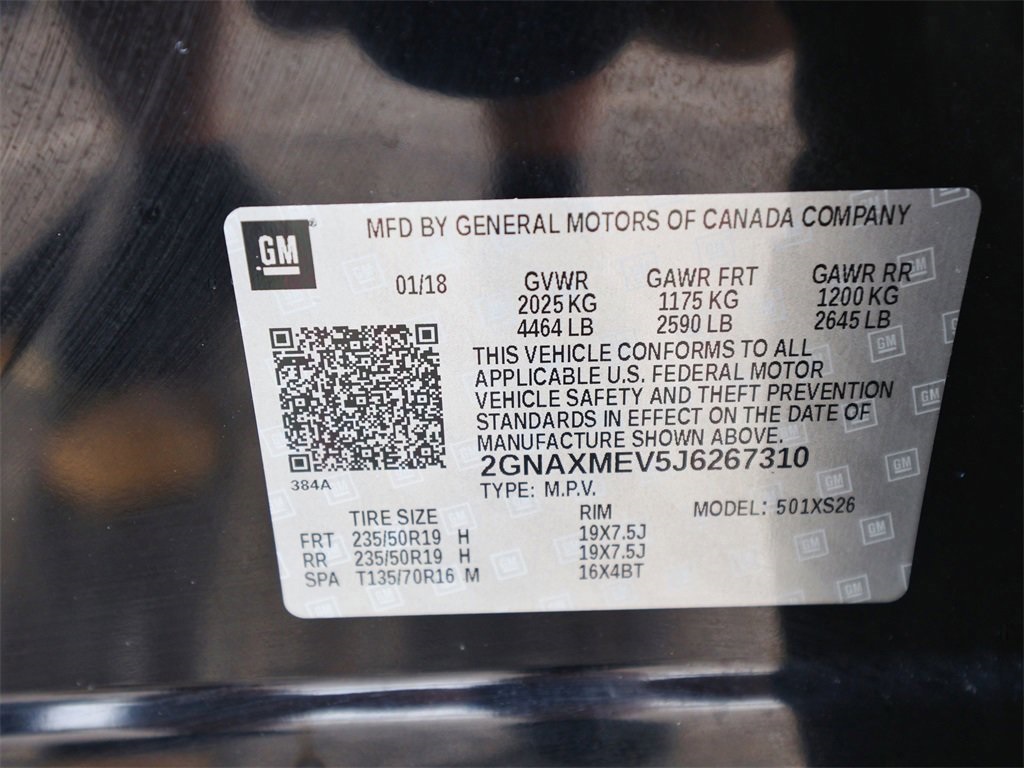 GM
MFD BY GENERAL MOTORS OF CANADA COMPANY
01/18
GVWR GAWR FRT GAWR RR
2025 KG 1175 KG 1200 KG
4464 LB 2590 LB 2645 LB
THIS VEHICLE CONFORMS TO ALL
APPLICABLE U.S. FEDERAL MOTOR
VEHICLE SAFETY AND THEFT PREVENTION
STANDARDS IN EFFECT ON THE DATE OF
MANUFACTURE SHOWN ABOVE.
2GNAXMEV5J6267310
384A
TYPE: M.P.V.
MODEL: 501XS26
TIRE SIZE RIM
FRT 235/50R19 H 19X7.5J
RR 235/50R19 H 19X7.5J
SPA T135/70R16 M 16X4BT